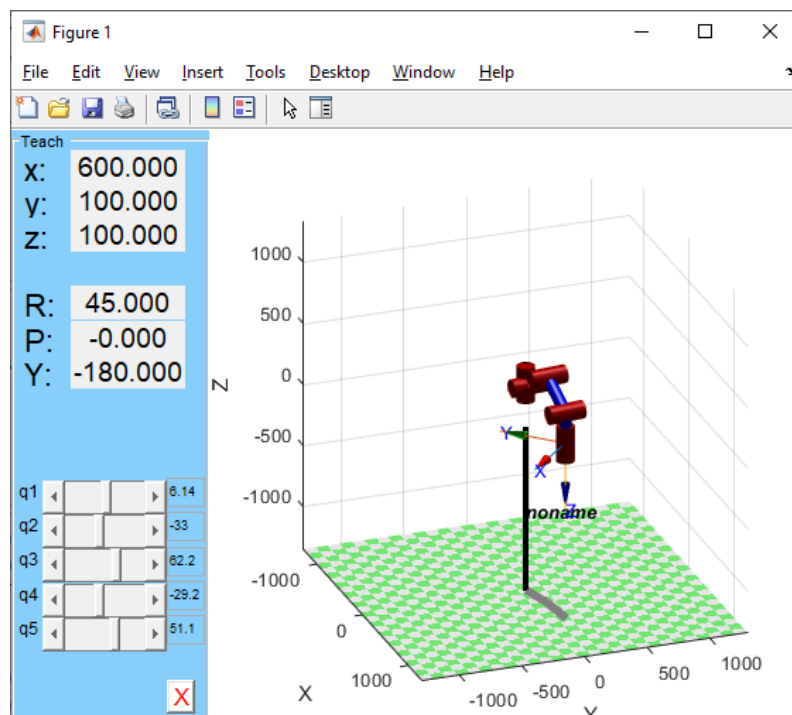 Figure 1
File Edit View Insert Tools Desktop Window Help
Teach
x: 600.000
y: 100.000
z: 100.000
R: 45.000
P: -0.000
Y: -180.000
q1 6.14
q2 -33
q3 62.2
q4 -29.2
q5 51.1
X
Z
1000
500
0
-500
-1000
Y
X
Z
noname
-1000
0
1000
X
-1000
-500
0
500
1000
Y